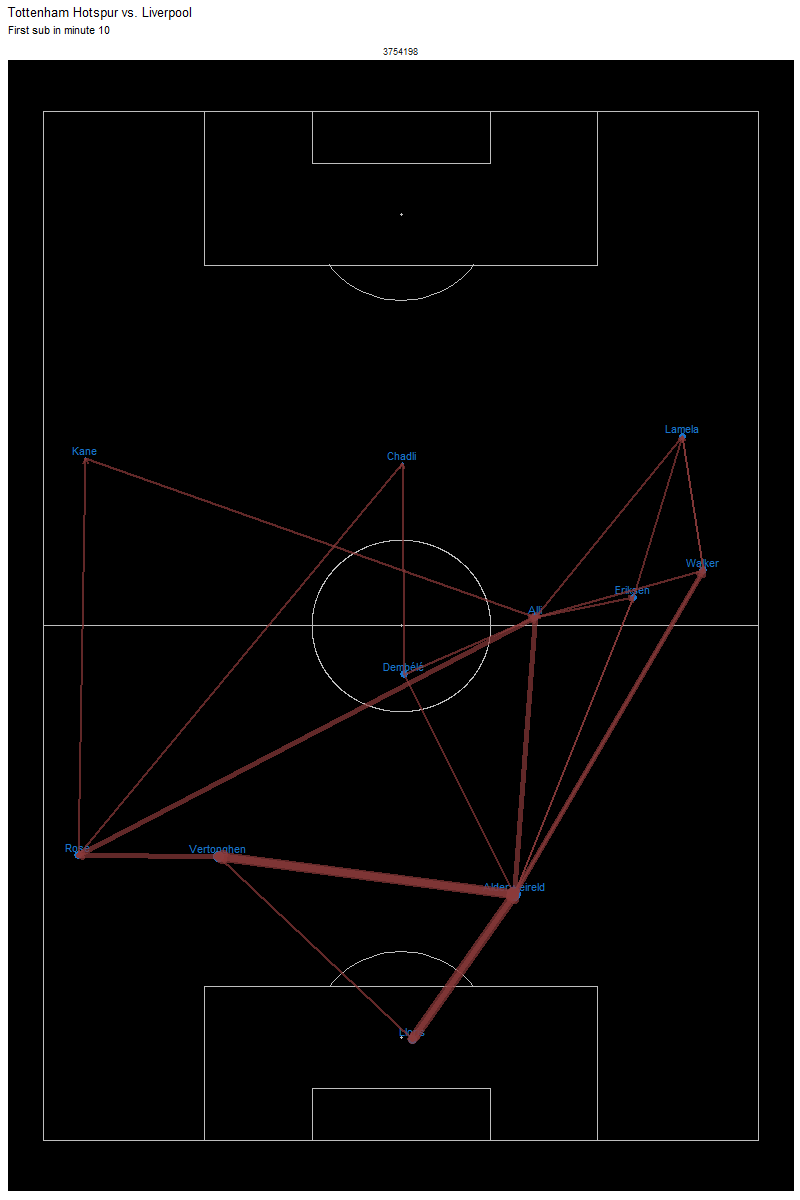 Tottenham Hotspur vs. Liverpool
First sub in minute 10
3754198
Lamela
Kane
Chadli
Walker
Eriksen
Alli
Dembélé
Rose
Vertonghen
Alderweireld
Lloris